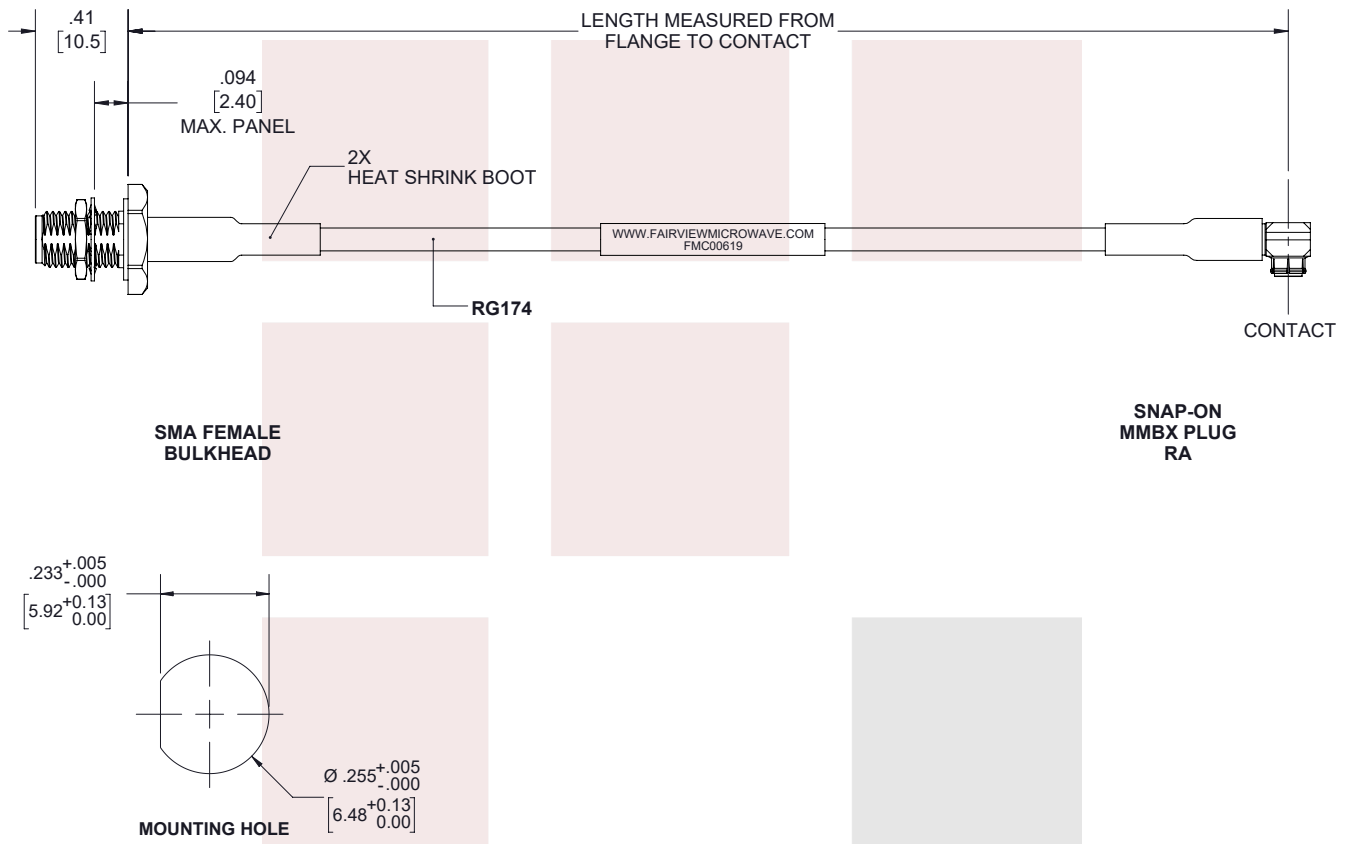 .41
[10.5]
LENGTH MEASURED FROM
FLANGE TO CONTACT
.094
[2.40]
MAX. PANEL
2X
HEAT SHRINK BOOT
WWW.FAIRVIEWMICROWAVE.COM
FMC00619
RG174
CONTACT
SMA FEMALE
BULKHEAD
SNAP-ON
MMBX PLUG
RA
.233 +.005
-.000
[5.92 +0.13
0.00]
Ø .255 +.005
-.000
[6.48 +0.13
0.00]
MOUNTING HOLE